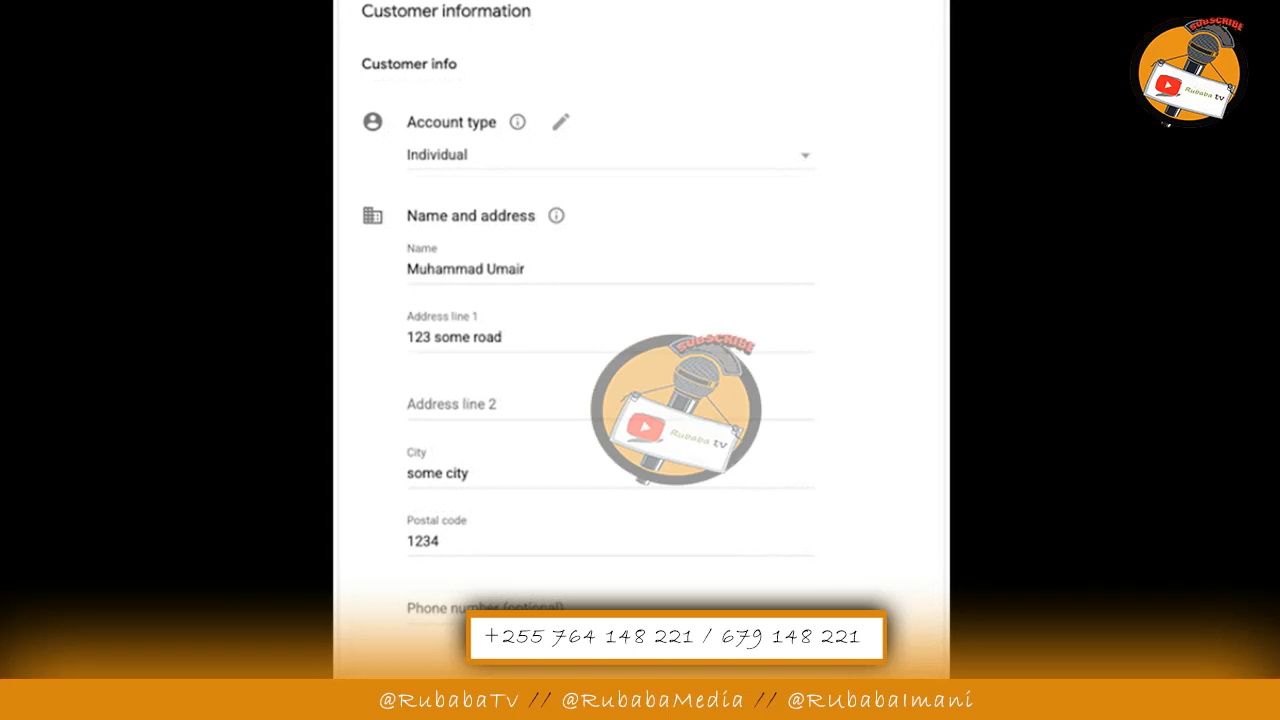 Customer information
SUBSCRIBE
Rubaba tv
Customer info
Account type
Individual
Name and address
Name
Muhammad Umair
Address line 1
123 some road
SUBSCRIBE
Rubaba tv
Address line 2
City
some city
Postal code
1234
Phone number (optional)
+255 764 148 221 / 679 148 221
@RubabaTv // @RubabaMedia // @RUbabaImani